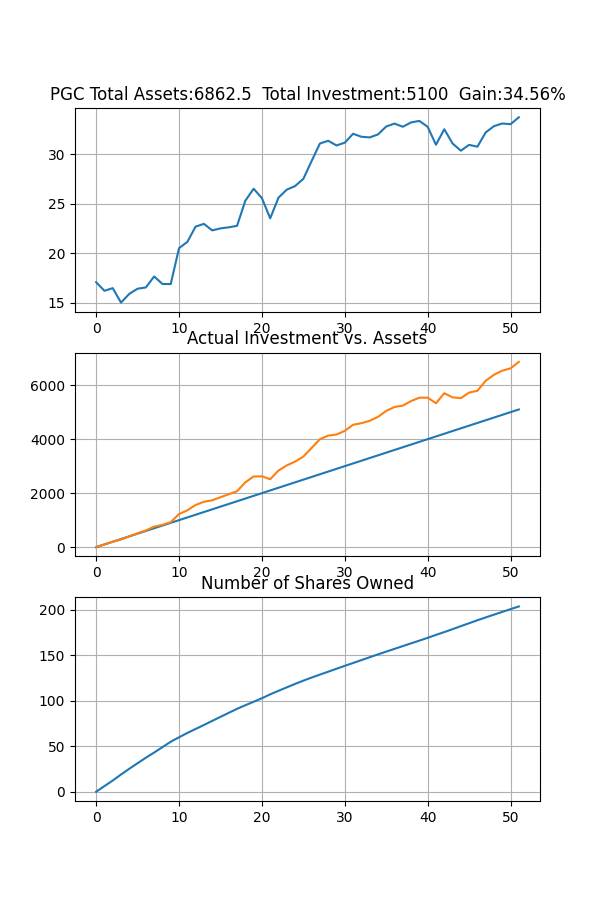 PGC Total Assets:6862.5  Total Investment:5100  Gain:34.56%
30
25
20
15
0 10 20 30 40 50
Actual Investment vs. Assets
6000
4000
2000
0
0 10 20 30 40 50
Number of Shares Owned
200
150
100
50
0
0 10 20 30 40 50